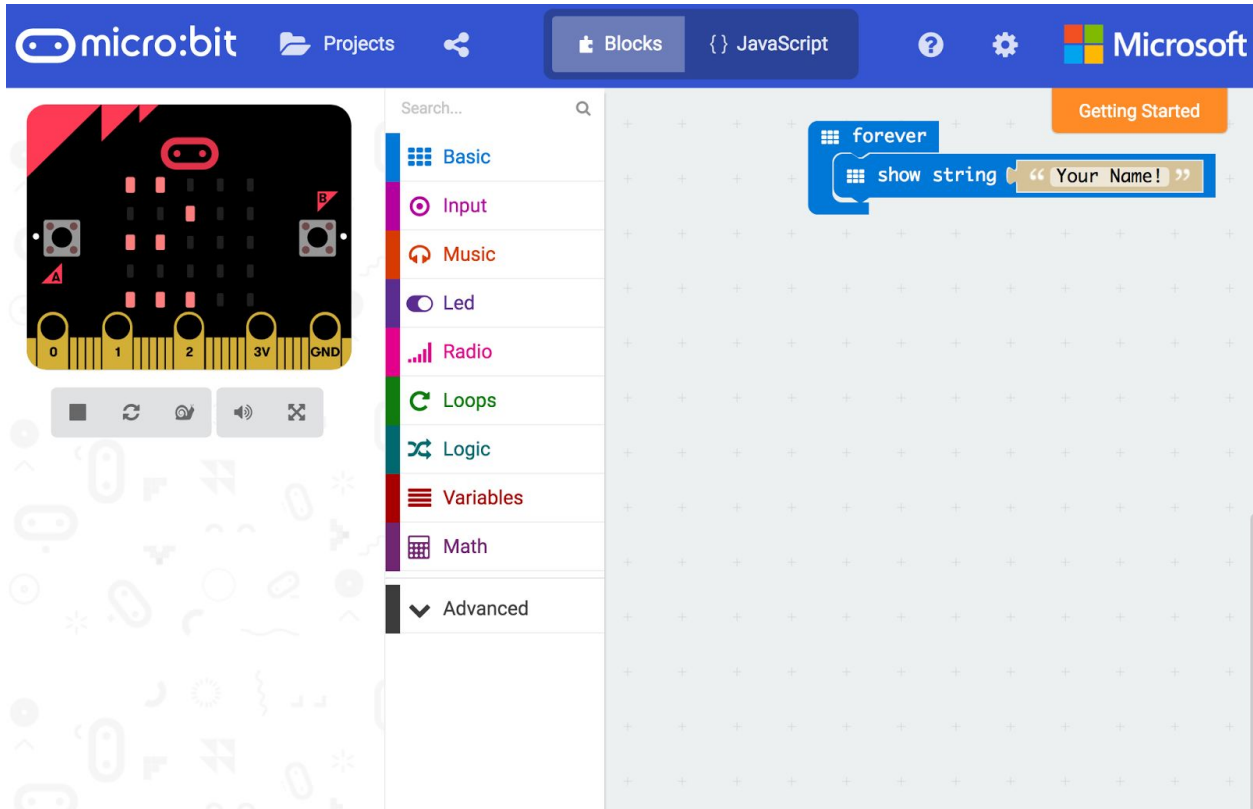 micro:bit Projects Blocks { } JavaScript ? Microsoft
Getting Started
Search...
Basic
Input
Music
Led
Radio
Loops
Logic
Variables
Math
Advanced
forever
show string “ Your Name! ”
B
A
0 1 2 3V GND